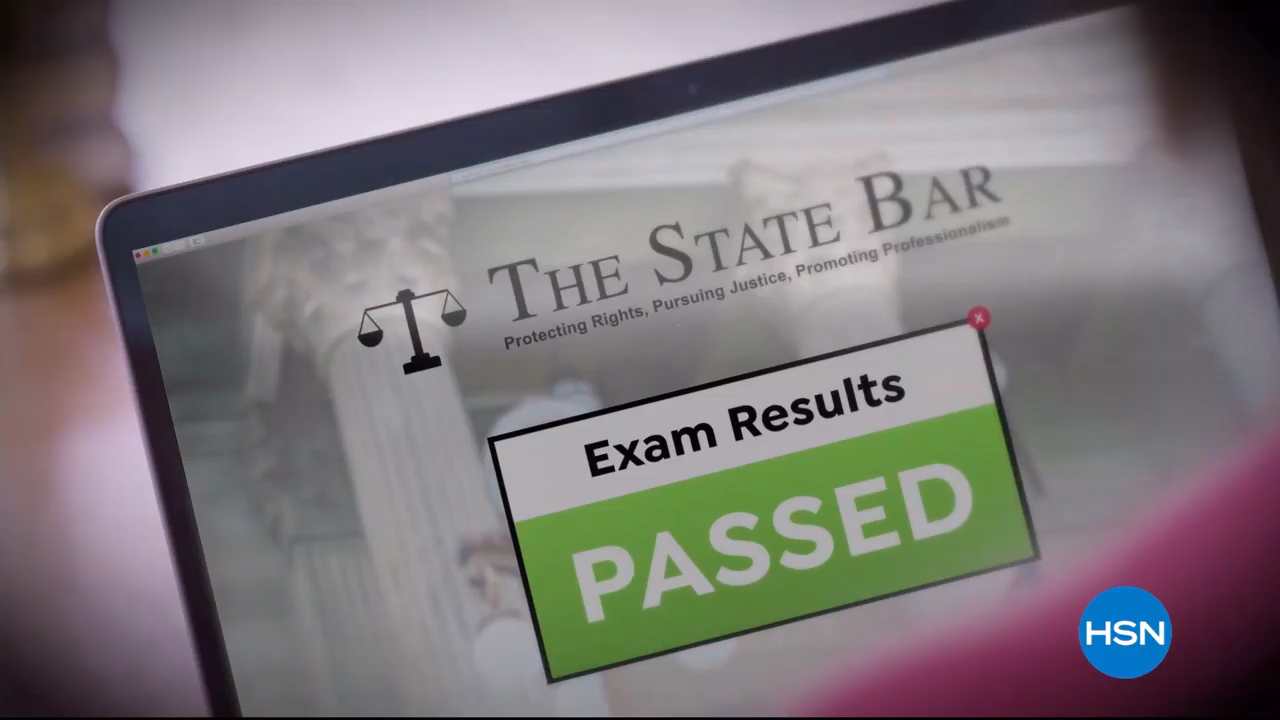 THE STATE BAR
Protecting Rights, Pursuing Justice, Promoting Professionalism
x
Exam Results
PASSED
HSN